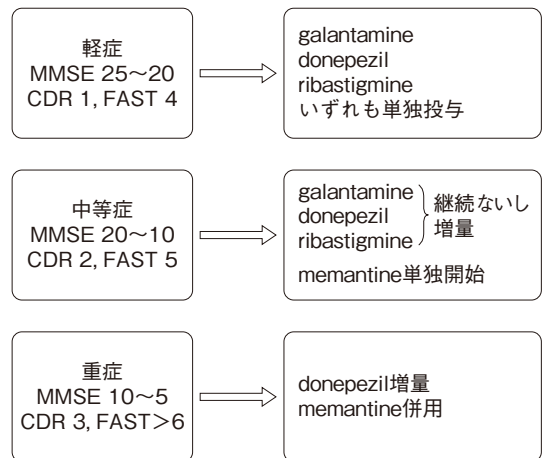 軽症
MMSE 25〜20
CDR 1, FAST 4
galantamine
donepezil
ribastigmine
いずれも単独投与
中等症
MMSE 20〜10
CDR 2, FAST 5
galantamine
donepezil
ribastigmine
継続ないし
増量
memantine単独開始
重症
MMSE 10〜5
CDR 3, FAST＞6
donepezil増量
memantine併用